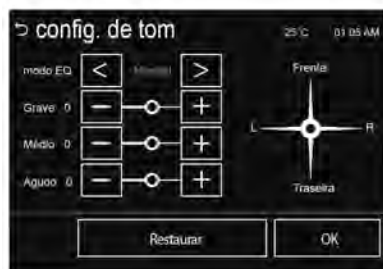 config. de tom 25°C 01:05 AM
modo EQ < > Frente
Grave 0 — +
L R
Médio 0 — +
Agudo 0 — + Traseira
Restaurar OK